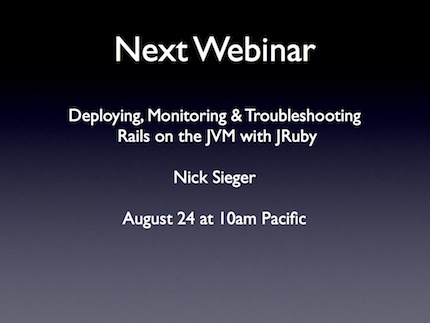 Next Webinar
Deploying, Monitoring & Troubleshooting
Rails on the JVM with JRuby
Nick Sieger
August 24 at 10am Pacific